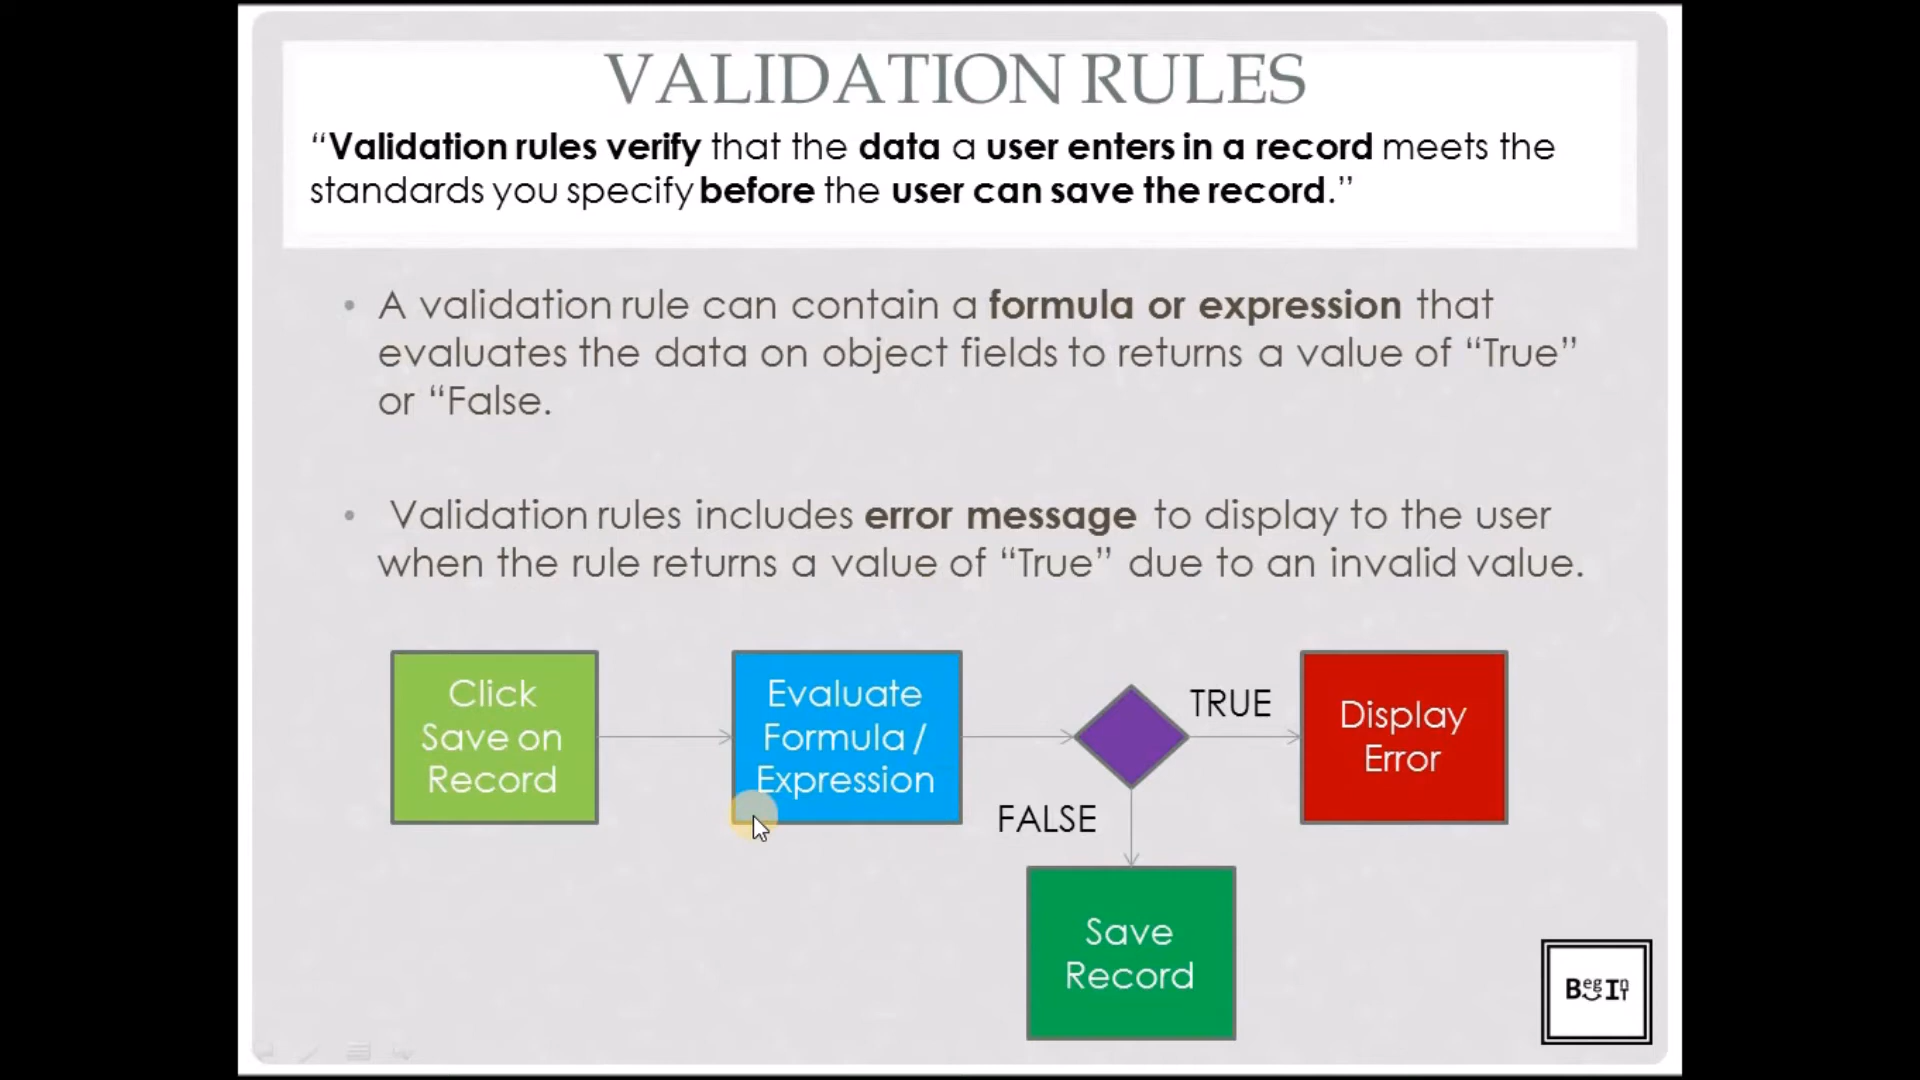 VALIDATION RULES
“Validation rules verify that the data a user enters in a record meets the
standards you specify before the user can save the record.”
• A validation rule can contain a formula or expression that
evaluates the data on object fields to returns a value of “True”
or “False.
• Validation rules includes error message to display to the user
when the rule returns a value of “True” due to an invalid value.
Click
Save on
Record
Evaluate
Formula /
Expression
TRUE
Display
Error
FALSE
Save
Record